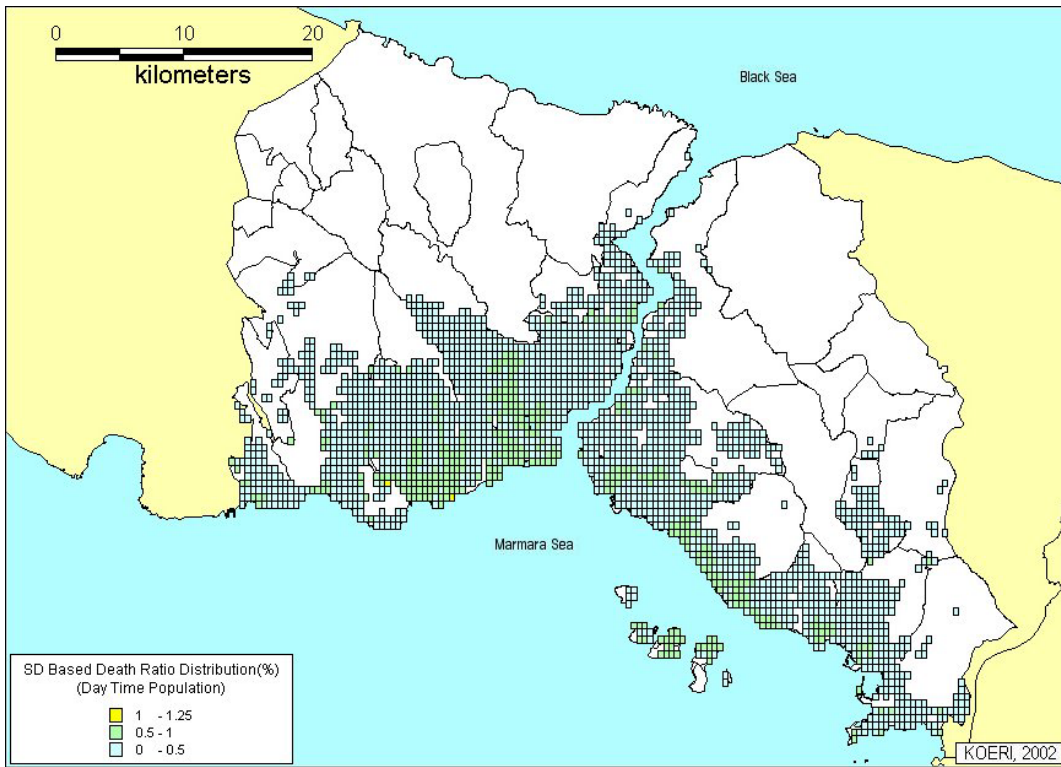 0 10 20
kilometers
Black Sea
Marmara Sea
SD Based Death Ratio Distribution(%)
(Day Time Population)
1 - 1.25
0.5 - 1
0 - 0.5
KOERI, 2002